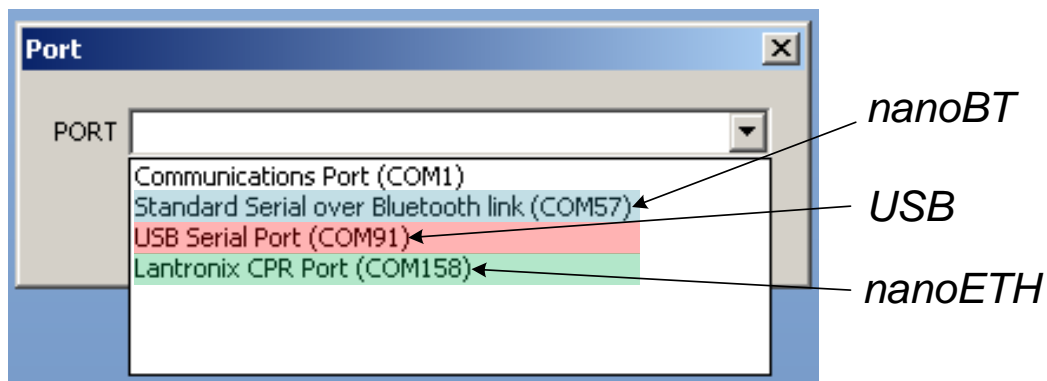 Port
nanoBT
PORT
Communications Port (COM1)
Standard Serial over Bluetooth link (COM57)
USB
USB Serial Port (COM91)
Lantronix CPR Port (COM158)
nanoETH